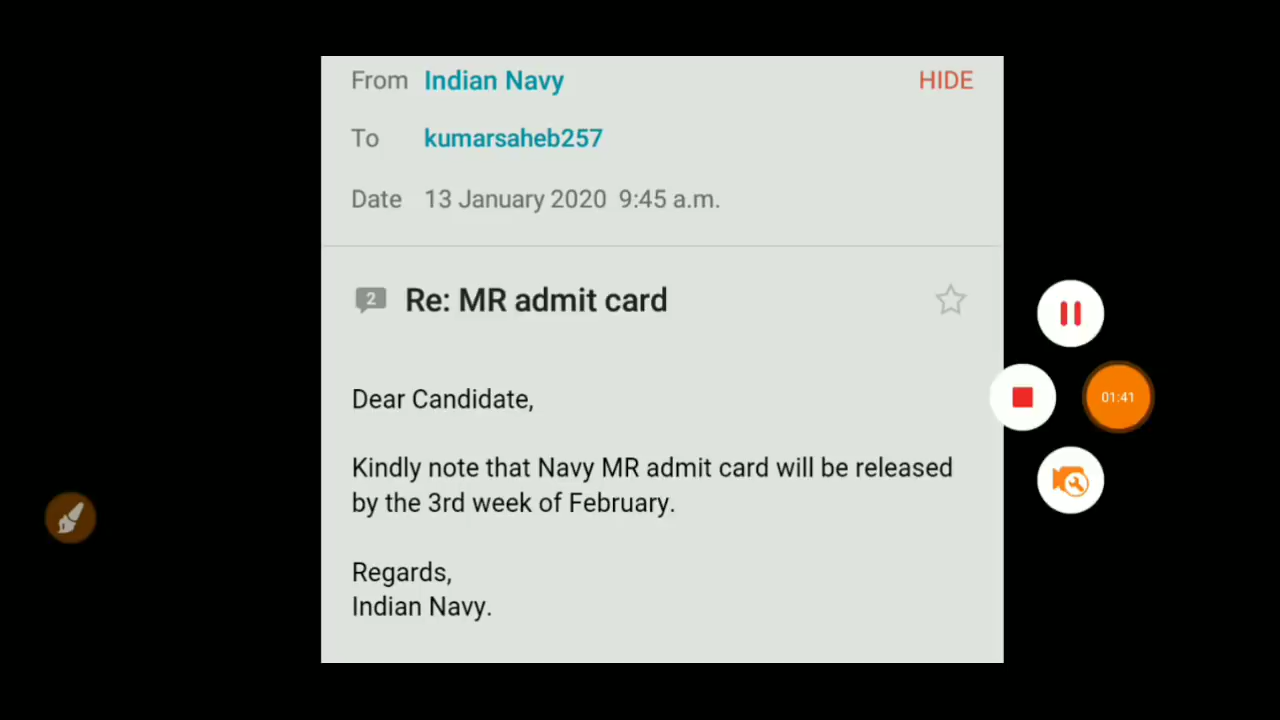 From Indian Navy HIDE
To kumarsaheb257
Date 13 January 2020 9:45 a.m.
2 Re: MR admit card
Dear Candidate,
Kindly note that Navy MR admit card will be released
by the 3rd week of February.
Regards,
Indian Navy.
01:41